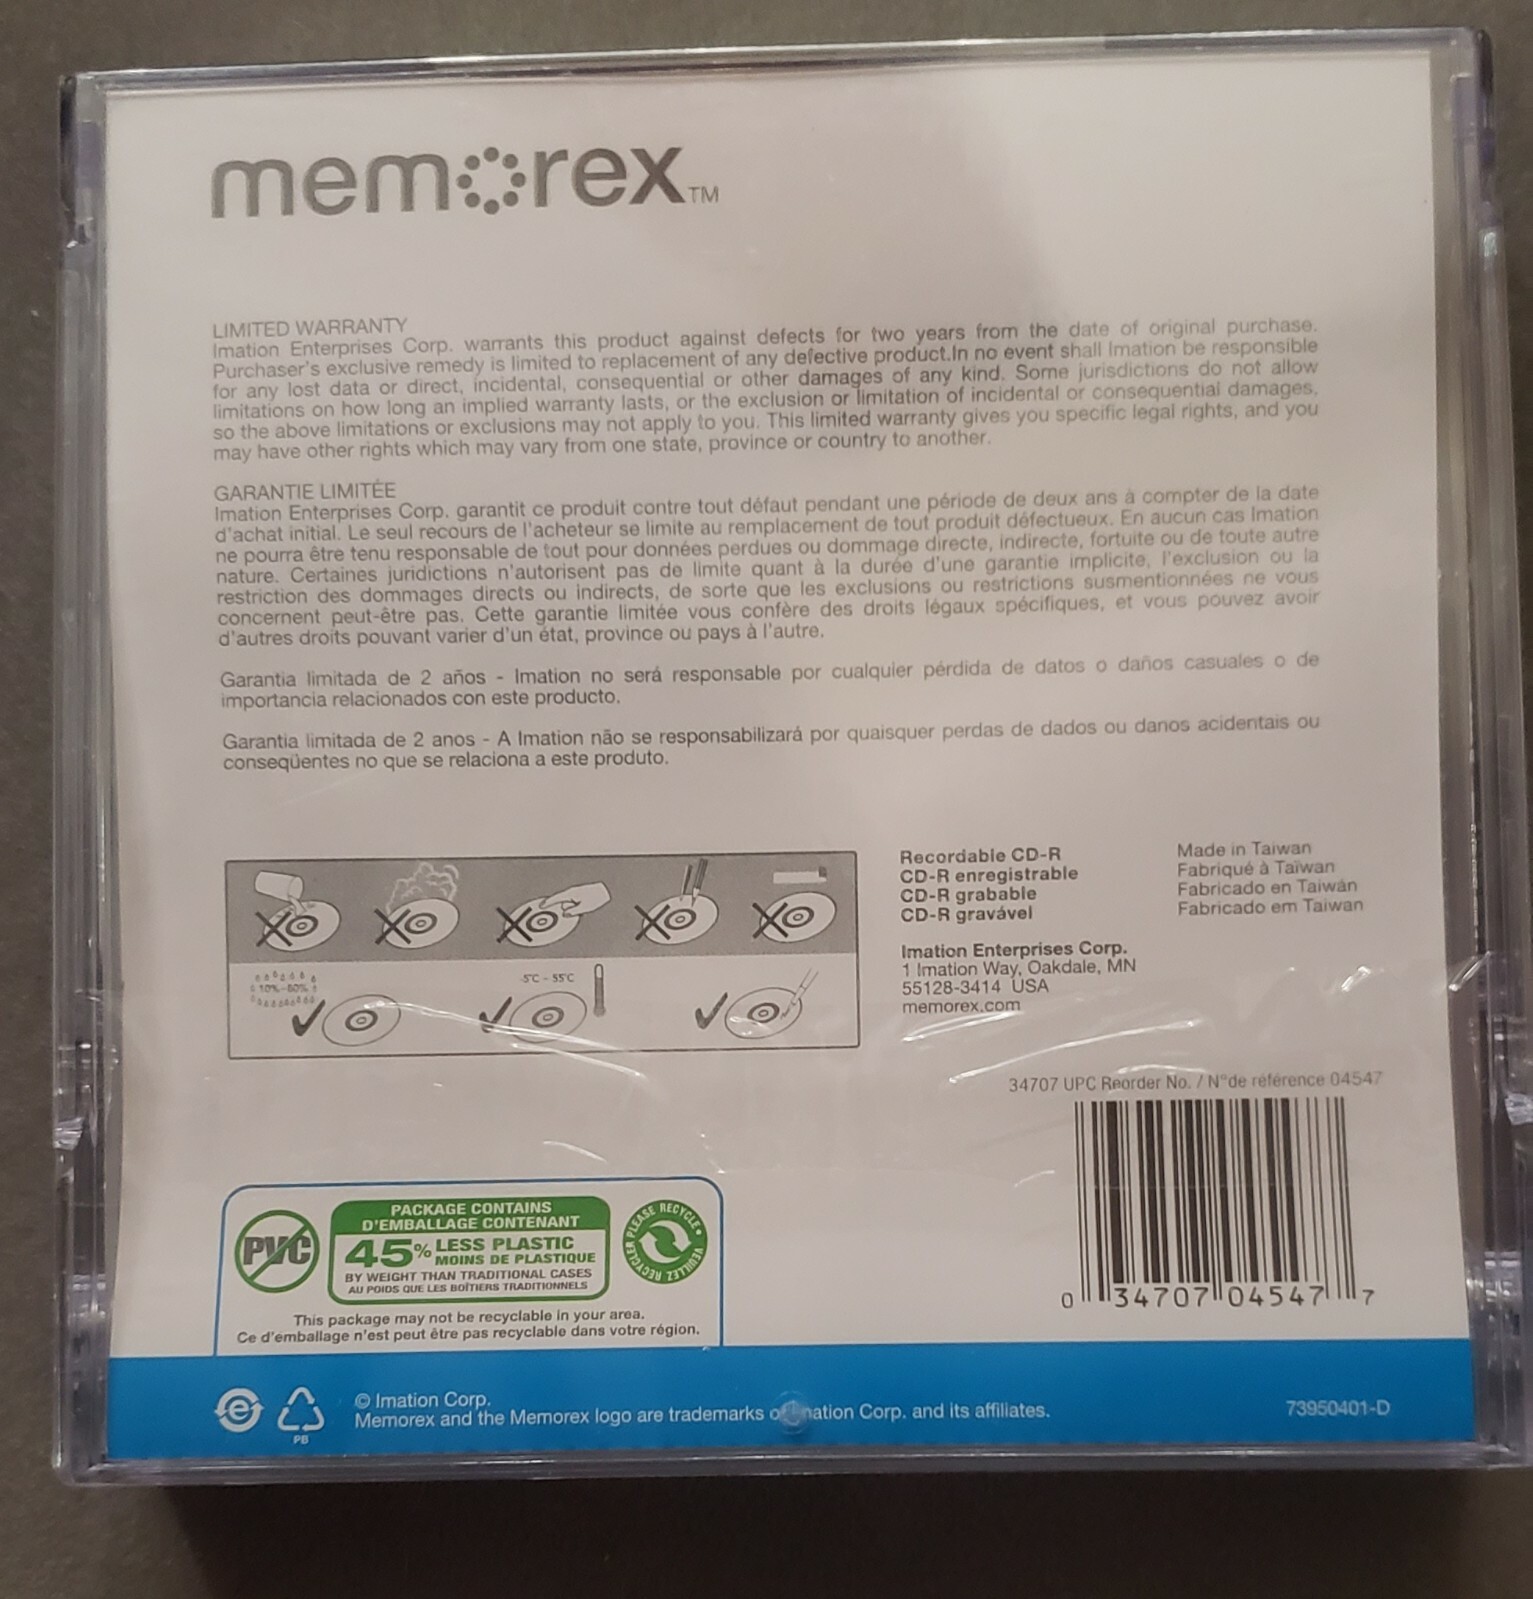 memorex™
LIMITED WARRANTY
Imation Enterprises Corp. warrants this product against defects for two years from the date of original purchase.
Purchaser's exclusive remedy is limited to replacement of any defective product.In no event shall Imation be responsible
for any lost data or direct, incidental, consequential or other damages of any kind. Some jurisdictions do not allow
limitations on how long an implied warranty lasts, or the exclusion or limitation of incidental or consequential damages,
so the above limitations or exclusions may not apply to you. This limited warranty gives you specific legal rights, and you
may have other rights which may vary from one state, province or country to another.
GARANTIE LIMITÉE
Imation Enterprises Corp. garantit ce produit contre tout défaut pendant une période de deux ans à compter de la date
d'achat initial. Le seul recours de l'acheteur se limite au remplacement de tout produit défectueux. En aucun cas Imation
ne pourra être tenu responsable de tout pour données perdues ou dommage directe, indirecte, fortuite ou de toute autre
nature. Certaines juridictions n'autorisent pas de limite quant à la durée d'une garantie implicite, l'exclusion ou la
restriction des dommages directs ou indirects, de sorte que les exclusions ou restrictions susmentionnées ne vous
concernent peut-être pas. Cette garantie limitée vous confère des droits légaux spécifiques, et vous pouvez avoir
d'autres droits pouvant varier d'un état, province ou pays à l'autre.
Garantia limitada de 2 años - Imation no será responsable por cualquier pérdida de datos o daños casuales o de
importancia relacionados con este producto.
Garantia limitada de 2 anos - A Imation não se responsabilizará por quaisquer perdas de dados ou danos acidentais ou
conseqüentes no que se relaciona a este produto.
10%-80%
-5°C - 55°C
Recordable CD-R
CD-R enregistrable
CD-R grabable
CD-R gravável
Made in Taiwan
Fabriqué à Taïwan
Fabricado en Taiwán
Fabricado em Taiwan
Imation Enterprises Corp.
1 Imation Way, Oakdale, MN
55128-3414 USA
memorex.com
34707 UPC Reorder No. / N°de référence 04547
0 34707 04547 7
PVC
PACKAGE CONTAINS
D'EMBALLAGE CONTENANT
45% LESS PLASTIC
MOINS DE PLASTIQUE
BY WEIGHT THAN TRADITIONAL CASES
AU POIDS QUE LES BOÎTIERS TRADITIONNELS
PLEASE RECYCLE • VEUILLEZ RECYCLER
This package may not be recyclable in your area.
Ce d'emballage n'est peut être pas recyclable dans votre région.
e
PB
© Imation Corp.
Memorex and the Memorex logo are trademarks of Imation Corp. and its affiliates.
73950401-D